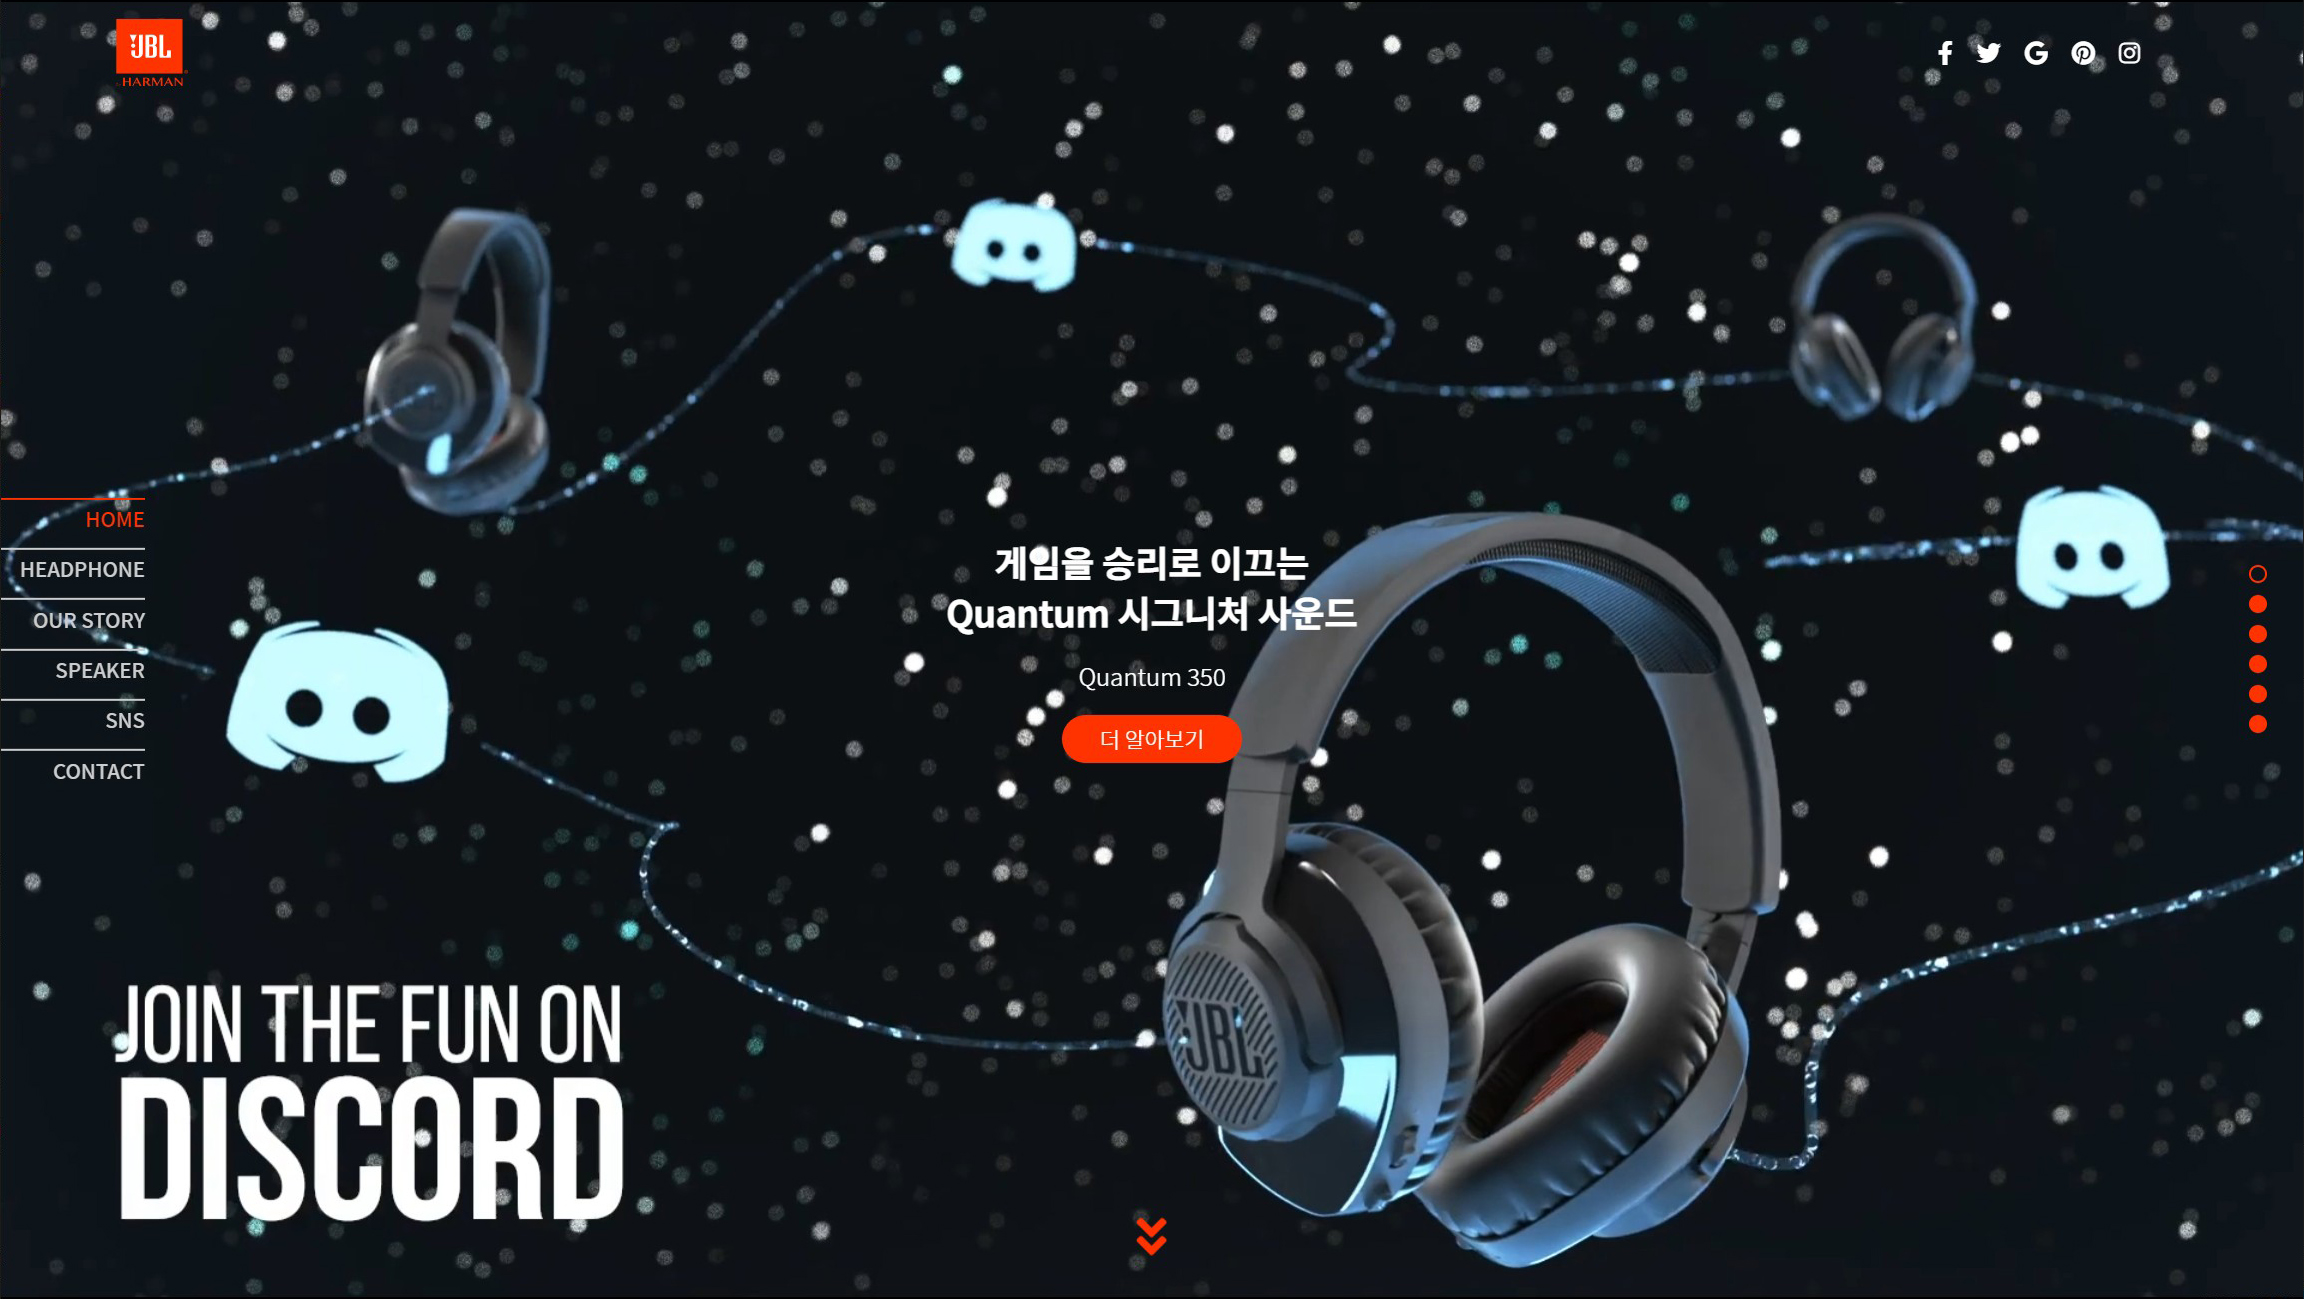 JBL
HARMAN
HOME
HEADPHONE
OUR STORY
SPEAKER
SNS
CONTACT
게임을 승리로 이끄는
Quantum 시그니처 사운드
Quantum 350
더 알아보기
JOIN THE FUN ON
DISCORD
JBL